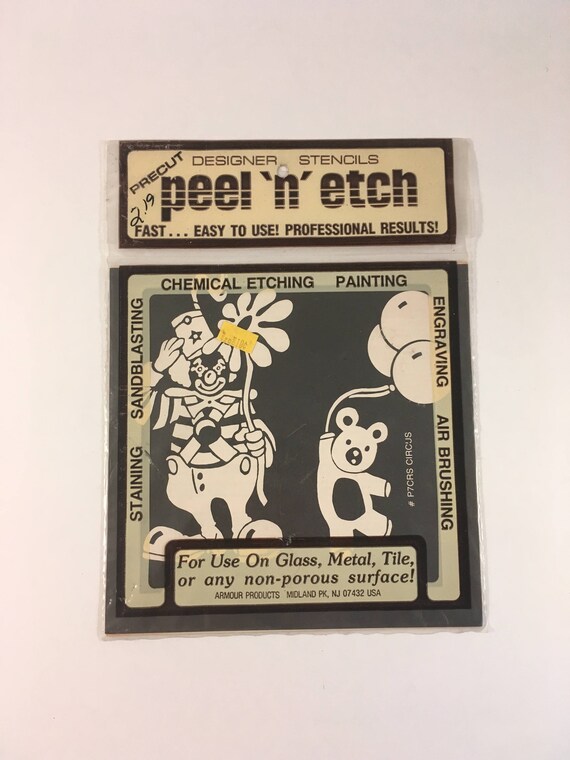 PRECUT
DESIGNER STENCILS
2.19
peel 'n' etch
FAST... EASY TO USE! PROFESSIONAL RESULTS!
CHEMICAL ETCHING PAINTING
STAINING SANDBLASTING
ENGRAVING AIR BRUSHING
# P7CRS CIRCUS
For Use On Glass, Metal, Tile,
or any non-porous surface!
ARMOUR PRODUCTS MIDLAND PK, NJ 07432 USA